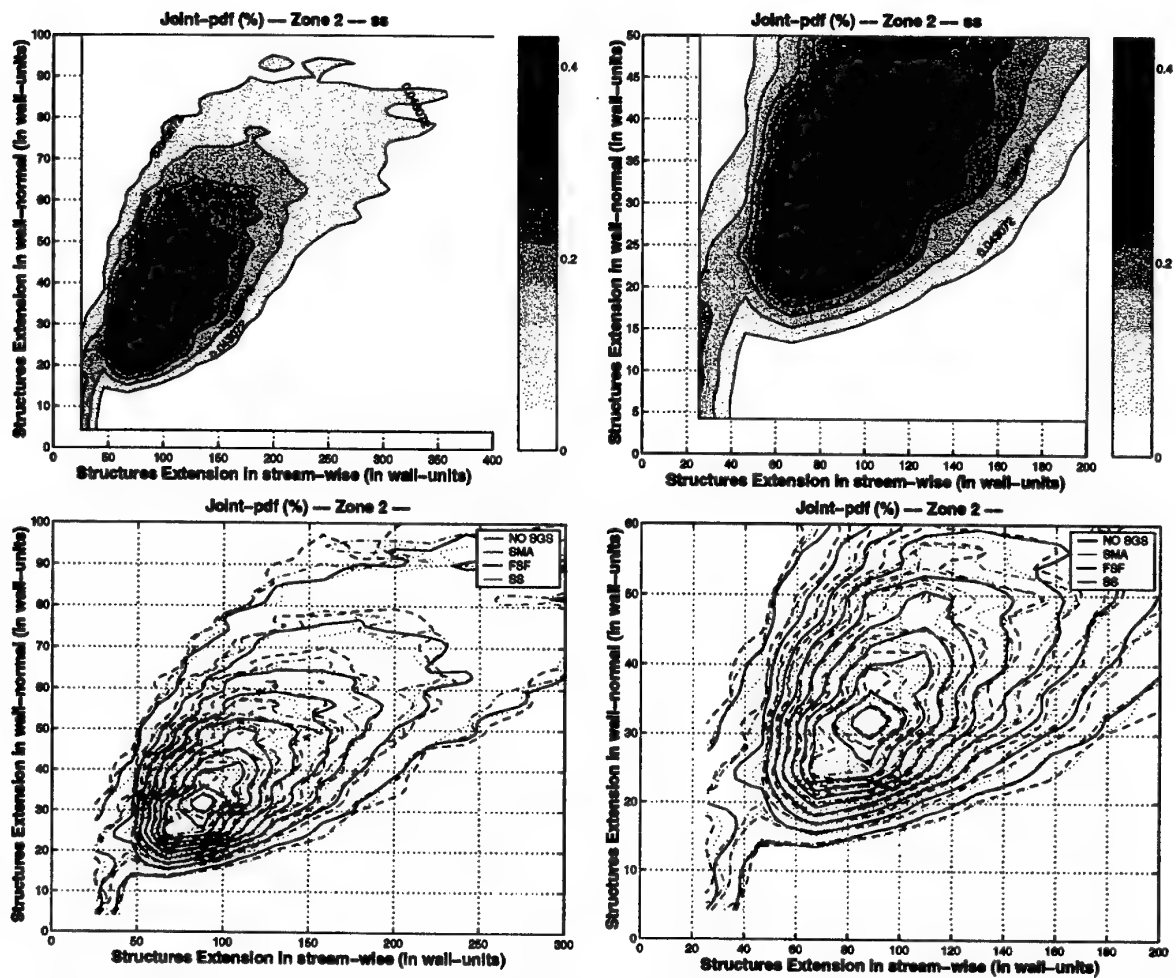 Joint-pdf (%) — Zone 2 — ss
Structures Extension in wall-normal (in wall-units)
100
90
80
70
60
50
40
30
20
10
0
0 50 100 150 200 250 300 350 400
Structures Extension in stream-wise (in wall-units)
0.4
0.2
0
Joint-pdf (%) — Zone 2 — ss
Structures Extension in wall-normal (in wall-units)
50
45
40
35
30
25
20
15
10
5
0
0 20 40 60 80 100 120 140 160 180 200
Structures Extension in stream-wise (in wall-units)
0.4
0.2
0
Joint-pdf (%) — Zone 2 —
NO SGS
SMA
FSF
SS
Structures Extension in wall-normal (in wall-units)
100
90
80
70
60
50
40
30
20
10
0
0 50 100 150 200 250 300
Structures Extension in stream-wise (in wall-units)
Joint-pdf (%) — Zone 2 —
NO SGS
SMA
FSF
SS
Structures Extension in wall-normal (in wall-units)
60
50
40
30
20
10
0
0 20 40 60 80 100 120 140 160 180 200
Structures Extension in stream-wise (in wall-units)